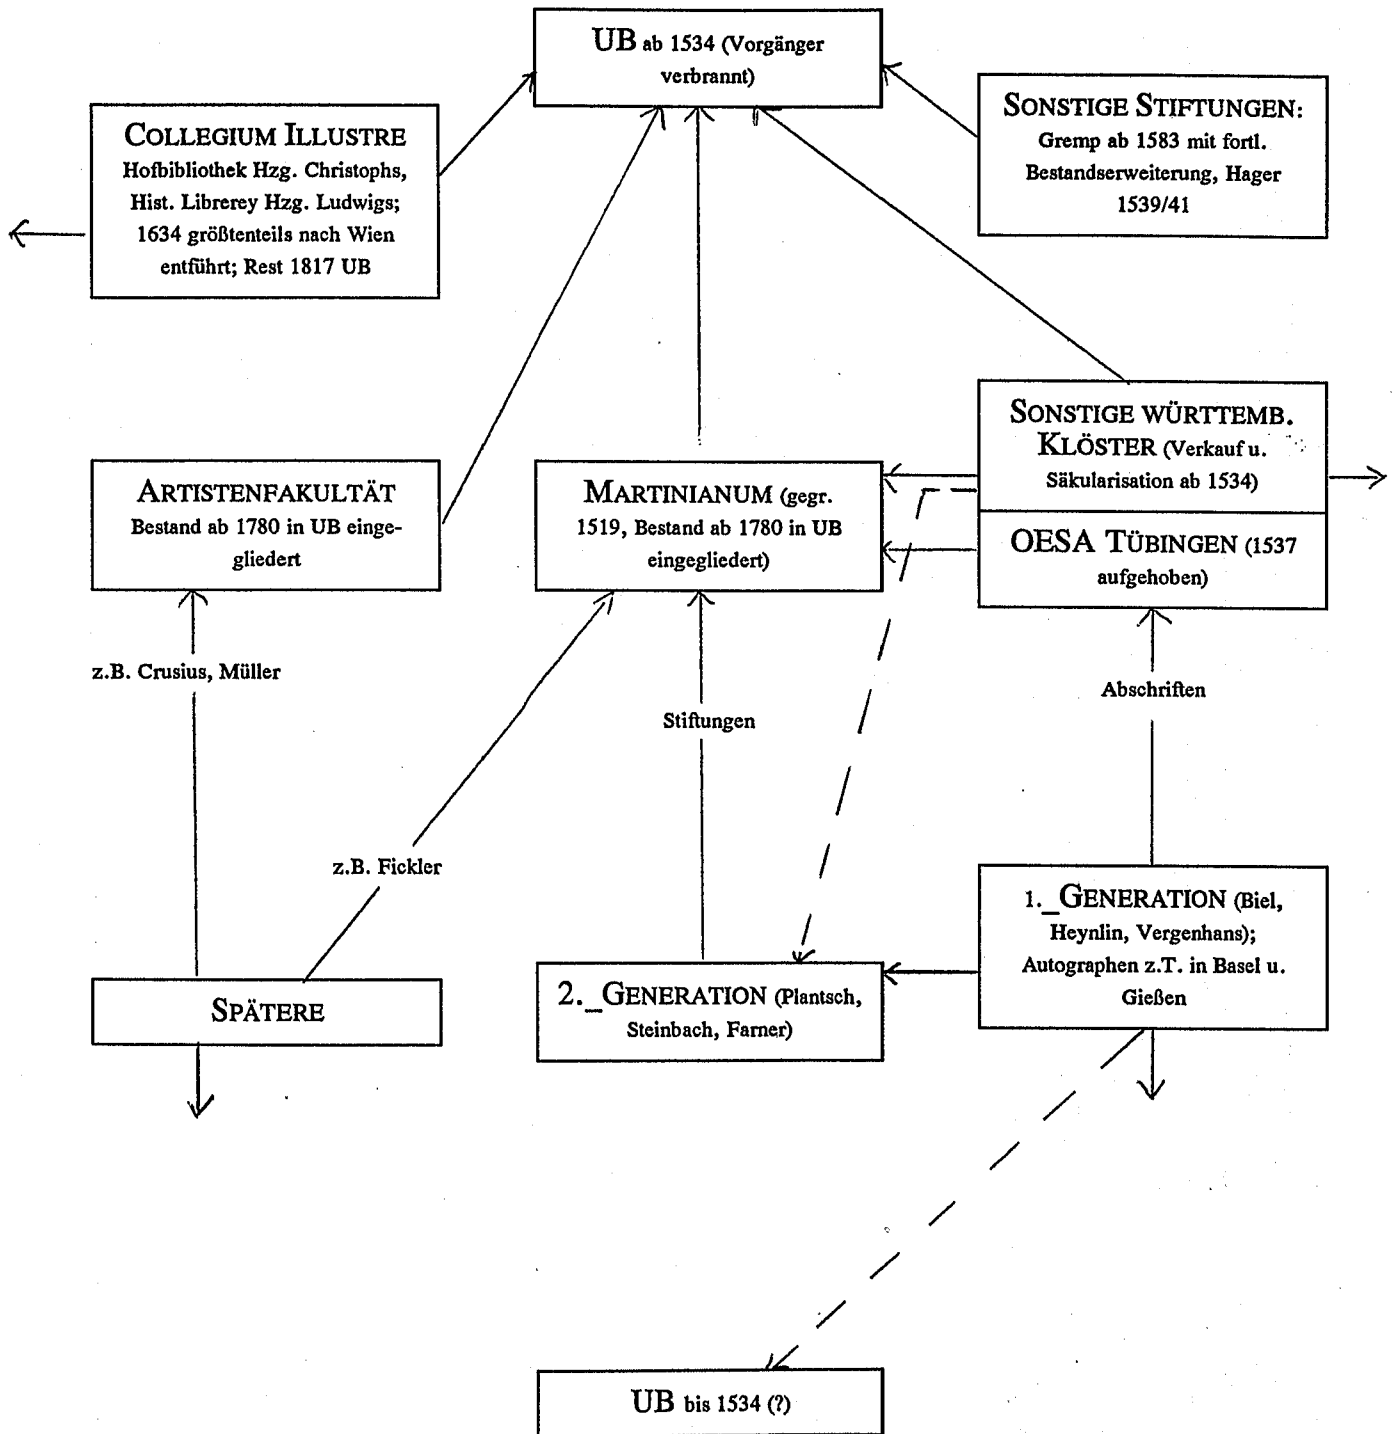 UB ab 1534 (Vorgänger
verbrannt)
COLLEGIUM ILLUSTRE
Hofbibliothek Hzg. Christophs,
Hist. Librerey Hzg. Ludwigs;
1634 größtenteils nach Wien
entführt; Rest 1817 UB
SONSTIGE STIFTUNGEN:
Gremp ab 1583 mit fortl.
Bestandserweiterung, Hager
1539/41
ARTISTENFAKULTÄT
Bestand ab 1780 in UB einge-
gliedert
MARTINIANUM (gegr.
1519, Bestand ab 1780 in UB
eingegliedert)
SONSTIGE WÜRTTEMB.
KLÖSTER (Verkauf u.
Säkularisation ab 1534)
OESA TÜBINGEN (1537
aufgehoben)
z.B. Crusius, Müller
Stiftungen
Abschriften
z.B. Fickler
SPÄTERE
2._GENERATION (Plantsch,
Steinbach, Farner)
1._GENERATION (Biel,
Heynlin, Vergenhans);
Autographen z.T. in Basel u.
Gießen
UB bis 1534 (?)